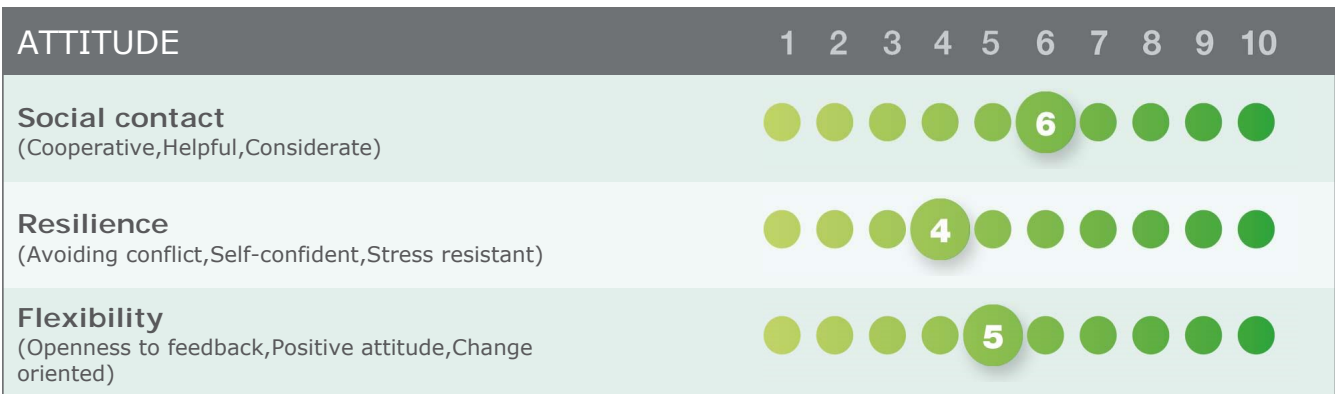 ATTITUDE 1 2 3 4 5 6 7 8 9 10
Social contact 6
(Cooperative,Helpful,Considerate)
Resilience 4
(Avoiding conflict,Self-confident,Stress resistant)
Flexibility 5
(Openness to feedback,Positive attitude,Change
oriented)